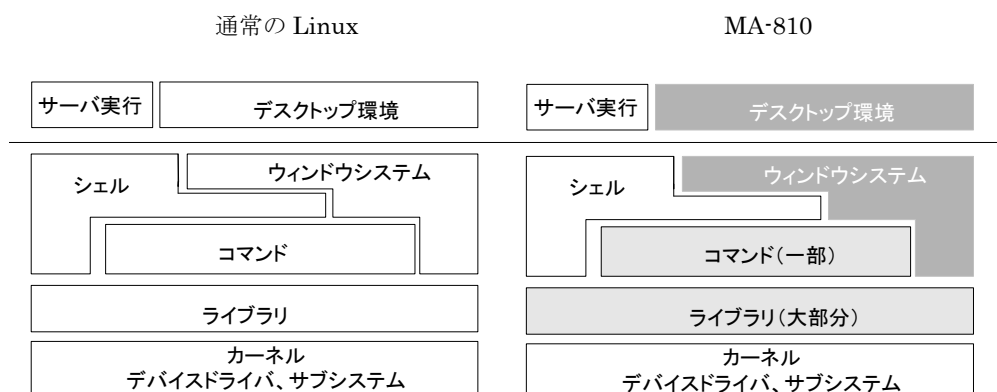 通常の Linux
MA-810
サーバ実行
デスクトップ環境
サーバ実行
デスクトップ環境
シェル
ウィンドウシステム
シェル
ウィンドウシステム
コマンド
コマンド(一部)
ライブラリ
ライブラリ(大部分)
カーネル
デバイスドライバ、サブシステム
カーネル
デバイスドライバ、サブシステム